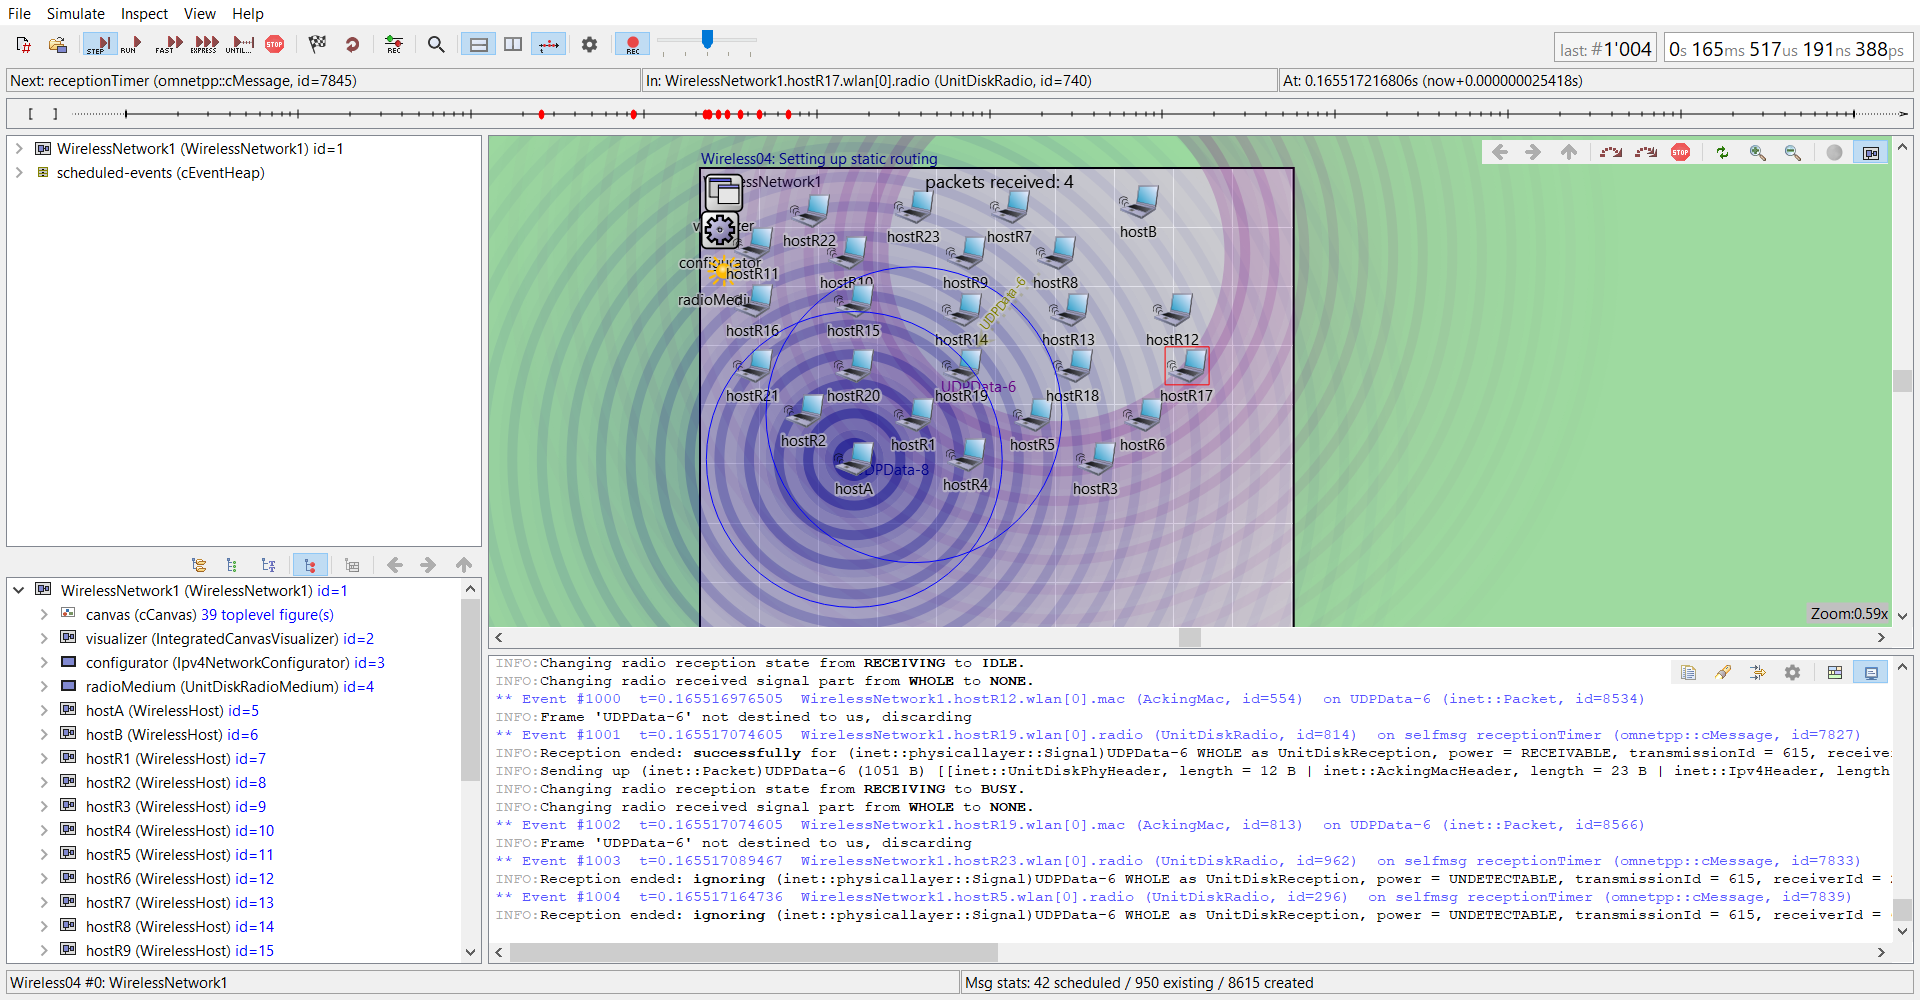 File Simulate Inspect View Help
STEP RUN FAST EXPRESS UNTIL... STOP REC REC
last: #1'004 0s 165ms 517us 191ns 388ps
Next: receptionTimer (omnetpp::cMessage, id=7845) In: WirelessNetwork1.hostR17.wlan[0].radio (UnitDiskRadio, id=740) At: 0.165517216806s (now+0.000000025418s)
[ ]
WirelessNetwork1 (WirelessNetwork1) id=1
scheduled-events (cEventHeap)
WirelessNetwork1 (WirelessNetwork1) id=1
canvas (cCanvas) 39 toplevel figure(s)
visualizer (IntegratedCanvasVisualizer) id=2
configurator (Ipv4NetworkConfigurator) id=3
radioMedium (UnitDiskRadioMedium) id=4
hostA (WirelessHost) id=5
hostB (WirelessHost) id=6
hostR1 (WirelessHost) id=7
hostR2 (WirelessHost) id=8
hostR3 (WirelessHost) id=9
hostR4 (WirelessHost) id=10
hostR5 (WirelessHost) id=11
hostR6 (WirelessHost) id=12
hostR7 (WirelessHost) id=13
hostR8 (WirelessHost) id=14
hostR9 (WirelessHost) id=15
Wireless04: Setting up static routing
STOP
packets received: 4
hostB
hostR22 hostR23 hostR7
configurator hostR11
hostR10 hostR9 hostR8
UDPData-6
hostR16 hostR15 hostR14 hostR13 hostR12
UDPData-6
hostR21 hostR20 hostR19 hostR18 hostR17
hostR2 hostR1 hostR5 hostR6
hostA hostR4 hostR3
Zoom:0.59x
INFO:Changing radio reception state from RECEIVING to IDLE.
INFO:Changing radio received signal part from WHOLE to NONE.
** Event #1000 t=0.165516976505 WirelessNetwork1.hostR12.wlan[0].mac (AckingMac, id=554) on UDPData-6 (inet::Packet, id=8534)
INFO:Frame 'UDPData-6' not destined to us, discarding
** Event #1001 t=0.165517074605 WirelessNetwork1.hostR19.wlan[0].radio (UnitDiskRadio, id=814) on selfmsg receptionTimer (omnetpp::cMessage, id=7827)
INFO:Reception ended: successfully for (inet::physicallayer::Signal)UDPData-6 WHOLE as UnitDiskReception, power = RECEIVABLE, transmissionId = 615, receive
INFO:Sending up (inet::Packet)UDPData-6 (1051 B) [[inet::UnitDiskPhyHeader, length = 12 B | inet::AckingMacHeader, length = 23 B | inet::Ipv4Header, length
INFO:Changing radio reception state from RECEIVING to BUSY.
INFO:Changing radio received signal part from WHOLE to NONE.
** Event #1002 t=0.165517074605 WirelessNetwork1.hostR19.wlan[0].mac (AckingMac, id=813) on UDPData-6 (inet::Packet, id=8566)
INFO:Frame 'UDPData-6' not destined to us, discarding
** Event #1003 t=0.165517089467 WirelessNetwork1.hostR23.wlan[0].radio (UnitDiskRadio, id=962) on selfmsg receptionTimer (omnetpp::cMessage, id=7833)
INFO:Reception ended: ignoring (inet::physicallayer::Signal)UDPData-6 WHOLE as UnitDiskReception, power = UNDETECTABLE, transmissionId = 615, receiverId =
** Event #1004 t=0.165517164736 WirelessNetwork1.hostR5.wlan[0].radio (UnitDiskRadio, id=296) on selfmsg receptionTimer (omnetpp::cMessage, id=7839)
INFO:Reception ended: ignoring (inet::physicallayer::Signal)UDPData-6 WHOLE as UnitDiskReception, power = UNDETECTABLE, transmissionId = 615, receiverId =
Wireless04 #0: WirelessNetwork1 Msg stats: 42 scheduled / 950 existing / 8615 created